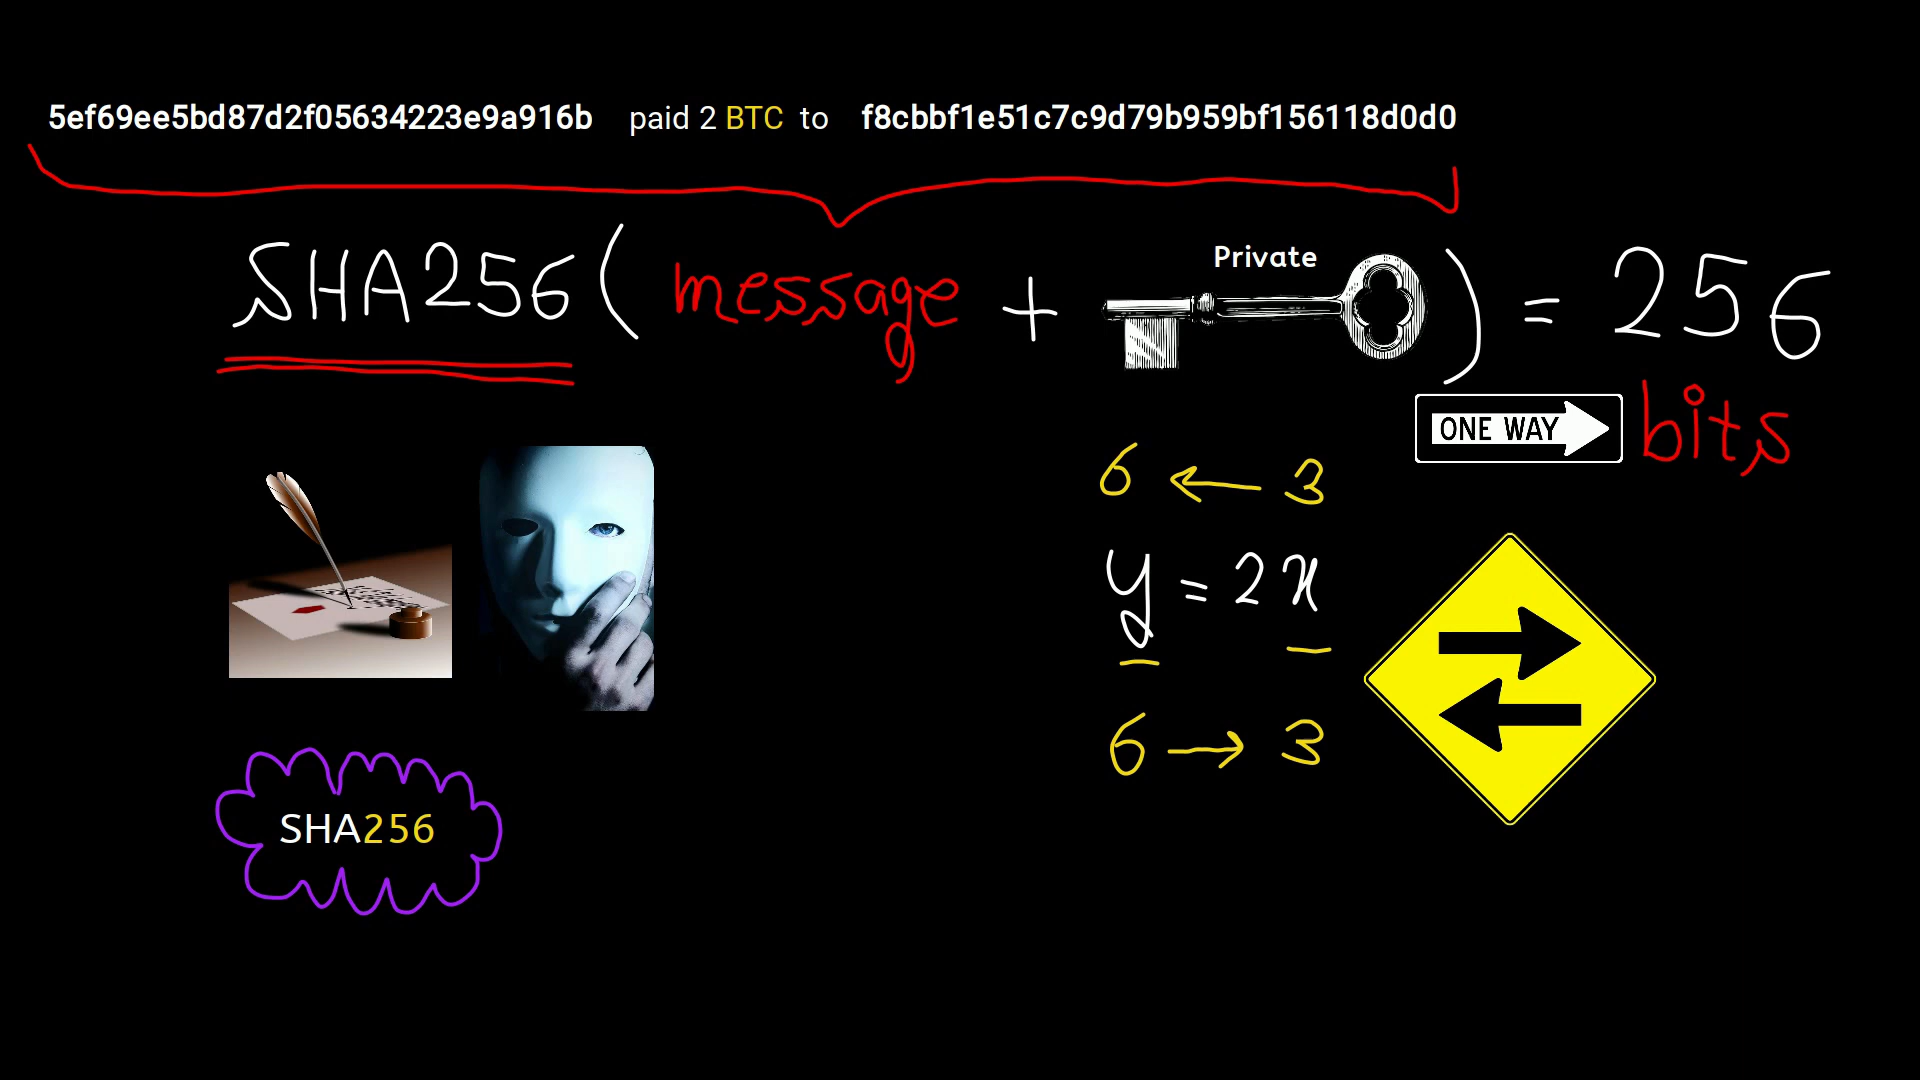 5ef69ee5bd87d2f05634223e9a916b paid 2 BTC to f8cbbf1e51c7c9d79b959bf156118d0d0
Private
SHA256( message + ) = 256
ONE WAY
bits
6 ← 3
y = 2x
6 → 3
SHA256